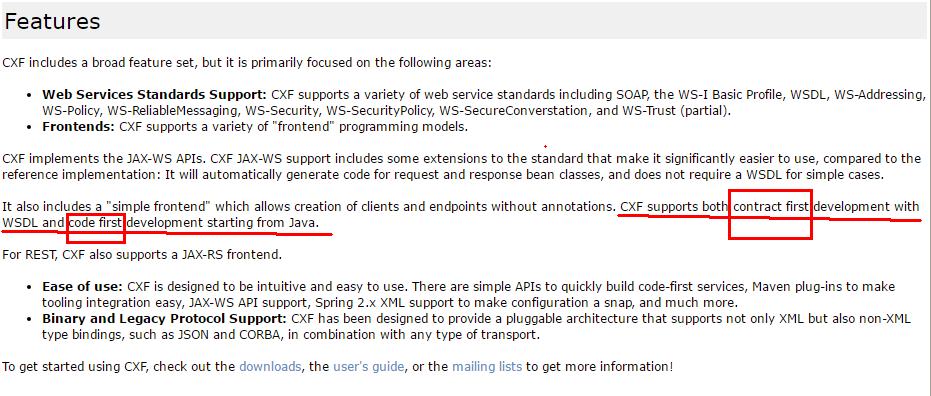 Features
CXF includes a broad feature set, but it is primarily focused on the following areas:
• Web Services Standards Support: CXF supports a variety of web service standards including SOAP, the WS-I Basic Profile, WSDL, WS-Addressing,
WS-Policy, WS-ReliableMessaging, WS-Security, WS-SecurityPolicy, WS-SecureConverstation, and WS-Trust (partial).
• Frontends: CXF supports a variety of "frontend" programming models.
CXF implements the JAX-WS APIs. CXF JAX-WS support includes some extensions to the standard that make it significantly easier to use, compared to the
reference implementation: It will automatically generate code for request and response bean classes, and does not require a WSDL for simple cases.
It also includes a "simple frontend" which allows creation of clients and endpoints without annotations. CXF supports both contract first development with
WSDL and code first development starting from Java.
For REST, CXF also supports a JAX-RS frontend.
• Ease of use: CXF is designed to be intuitive and easy to use. There are simple APIs to quickly build code-first services, Maven plug-ins to make
tooling integration easy, JAX-WS API support, Spring 2.x XML support to make configuration a snap, and much more.
• Binary and Legacy Protocol Support: CXF has been designed to provide a pluggable architecture that supports not only XML but also non-XML
type bindings, such as JSON and CORBA, in combination with any type of transport.
To get started using CXF, check out the downloads, the user's guide, or the mailing lists to get more information!